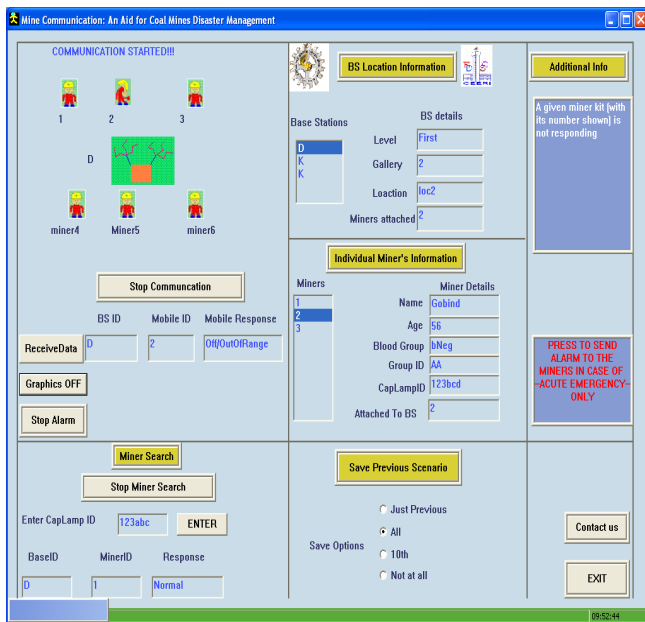 Mine Communication: An Aid for Coal Mines Disaster Management
COMMUNICATION STARTED!!!
1
2
3
D
miner4
Miner5
miner6
Stop Communcation
BS ID
Mobile ID
Mobile Response
ReceiveData
D
2
Off/OutOfRange
Graphics OFF
Stop Alarm
Miner Search
Stop Miner Search
Enter CapLamp ID
123abc
ENTER
BaseID
MinerID
Response
D
1
Normal
BS Location Information
CEERI
Base Stations
D
K
K
BS details
Level
First
Gallery
2
Loaction
loc2
Miners attached
2
Individual Miner's Information
Miners
1
2
3
Miner Details
Name
Gobind
Age
56
Blood Group
bNeg
Group ID
AA
CapLampID
123bcd
Attached To BS
2
Save Previous Scenario
Save Options
Just Previous
All
10th
Not at all
Additional Info
A given miner kit (with
its number shown) is
not responding
PRESS TO SEND
ALARM TO THE
MINERS IN CASE OF
--ACUTE EMERGENCY--
ONLY
Contact us
EXIT
09:52:44